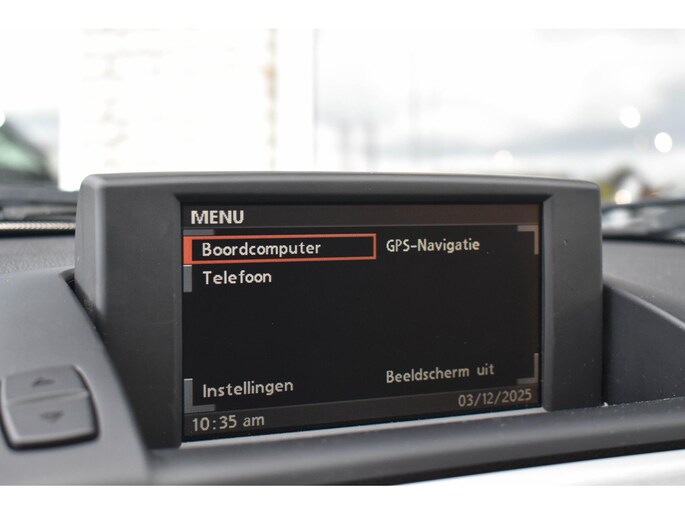 MENU
Boordcomputer
GPS-Navigatie
Telefoon
Instellingen
Beeldscherm uit
10:35 am
03/12/2025